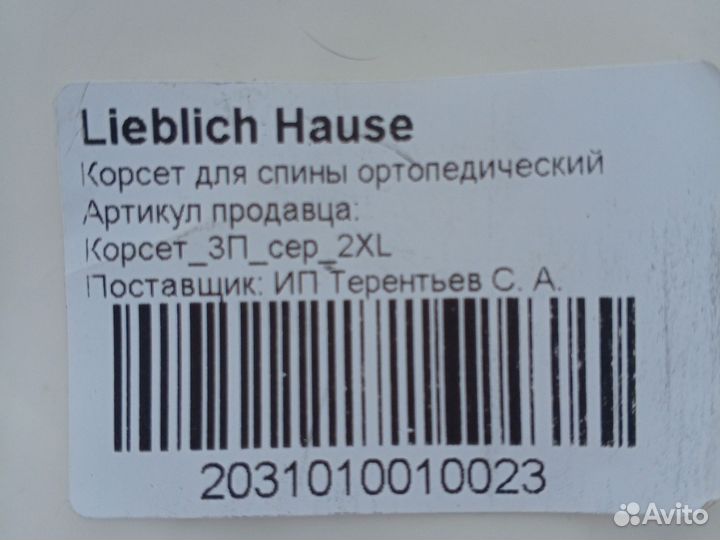 Lieblich Hause
Корсет для спины ортопедический
Артикул продавца:
Корсет_3П_сер_2XL
Поставщик: ИП Терентьев С. А.
2031010010023
Avito